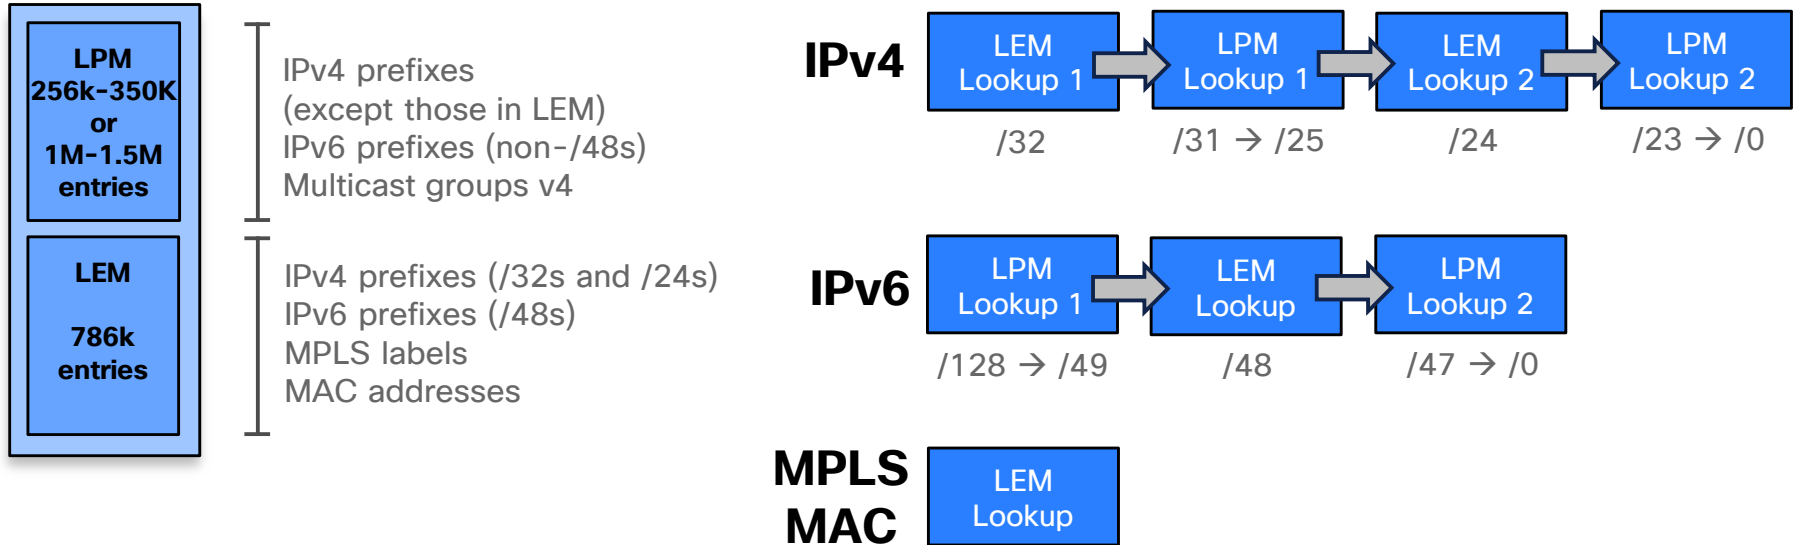 LPM
256k-350K
or
1M-1.5M
entries
LEM
786k
entries
IPv4 prefixes
(except those in LEM)
IPv6 prefixes (non-/48s)
Multicast groups v4
IPv4 prefixes (/32s and /24s)
IPv6 prefixes (/48s)
MPLS labels
MAC addresses
IPv4
LEM
Lookup 1
LPM
Lookup 1
LEM
Lookup 2
LPM
Lookup 2
/32
/31 → /25
/24
/23 → /0
IPv6
LPM
Lookup 1
LEM
Lookup
LPM
Lookup 2
/128 → /49
/48
/47 → /0
MPLS
MAC
LEM
Lookup